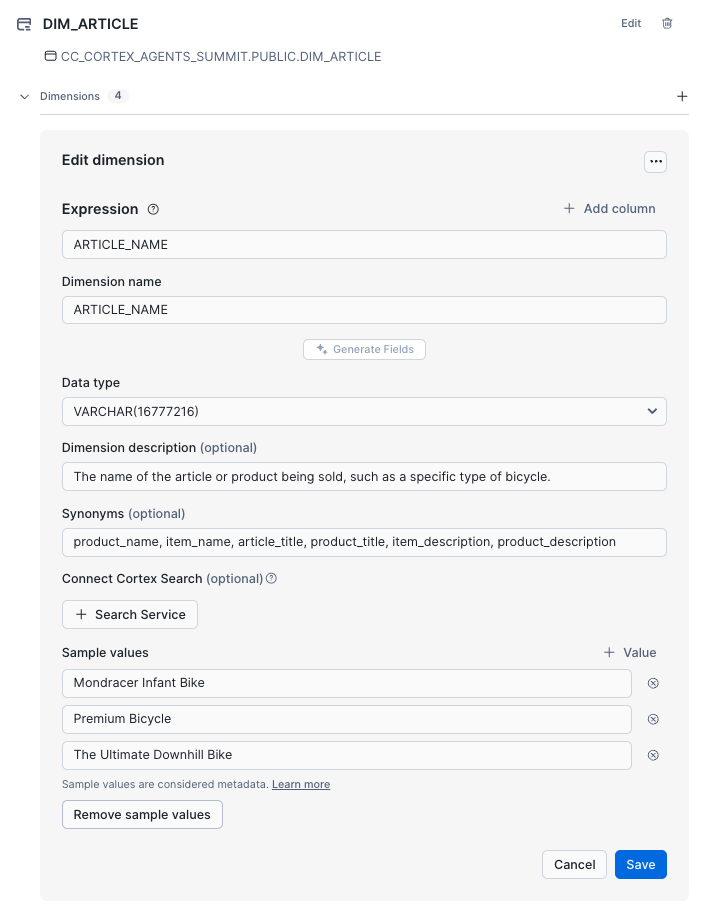 DIM_ARTICLE
Edit
CC_CORTEX_AGENTS_SUMMIT.PUBLIC.DIM_ARTICLE
Dimensions 4
Edit dimension
Expression
Add column
ARTICLE_NAME
Dimension name
ARTICLE_NAME
Generate Fields
Data type
VARCHAR(16777216)
Dimension description (optional)
The name of the article or product being sold, such as a specific type of bicycle.
Synonyms (optional)
product_name, item_name, article_title, product_title, item_description, product_description
Connect Cortex Search (optional)
Search Service
Sample values
Value
Mondracer Infant Bike
Premium Bicycle
The Ultimate Downhill Bike
Sample values are considered metadata. Learn more
Remove sample values
Cancel
Save